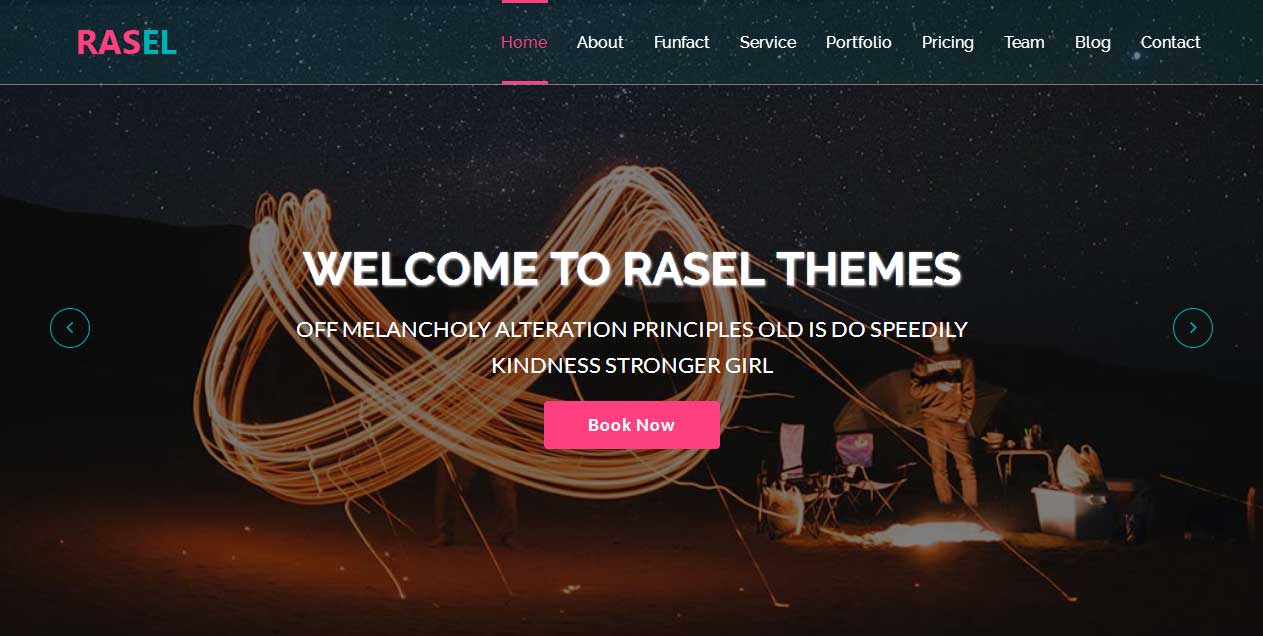 RASEL
Home About Funfact Service Portfolio Pricing Team Blog Contact
WELCOME TO RASEL THEMES
OFF MELANCHOLY ALTERATION PRINCIPLES OLD IS DO SPEEDILY
KINDNESS STRONGER GIRL
Book Now